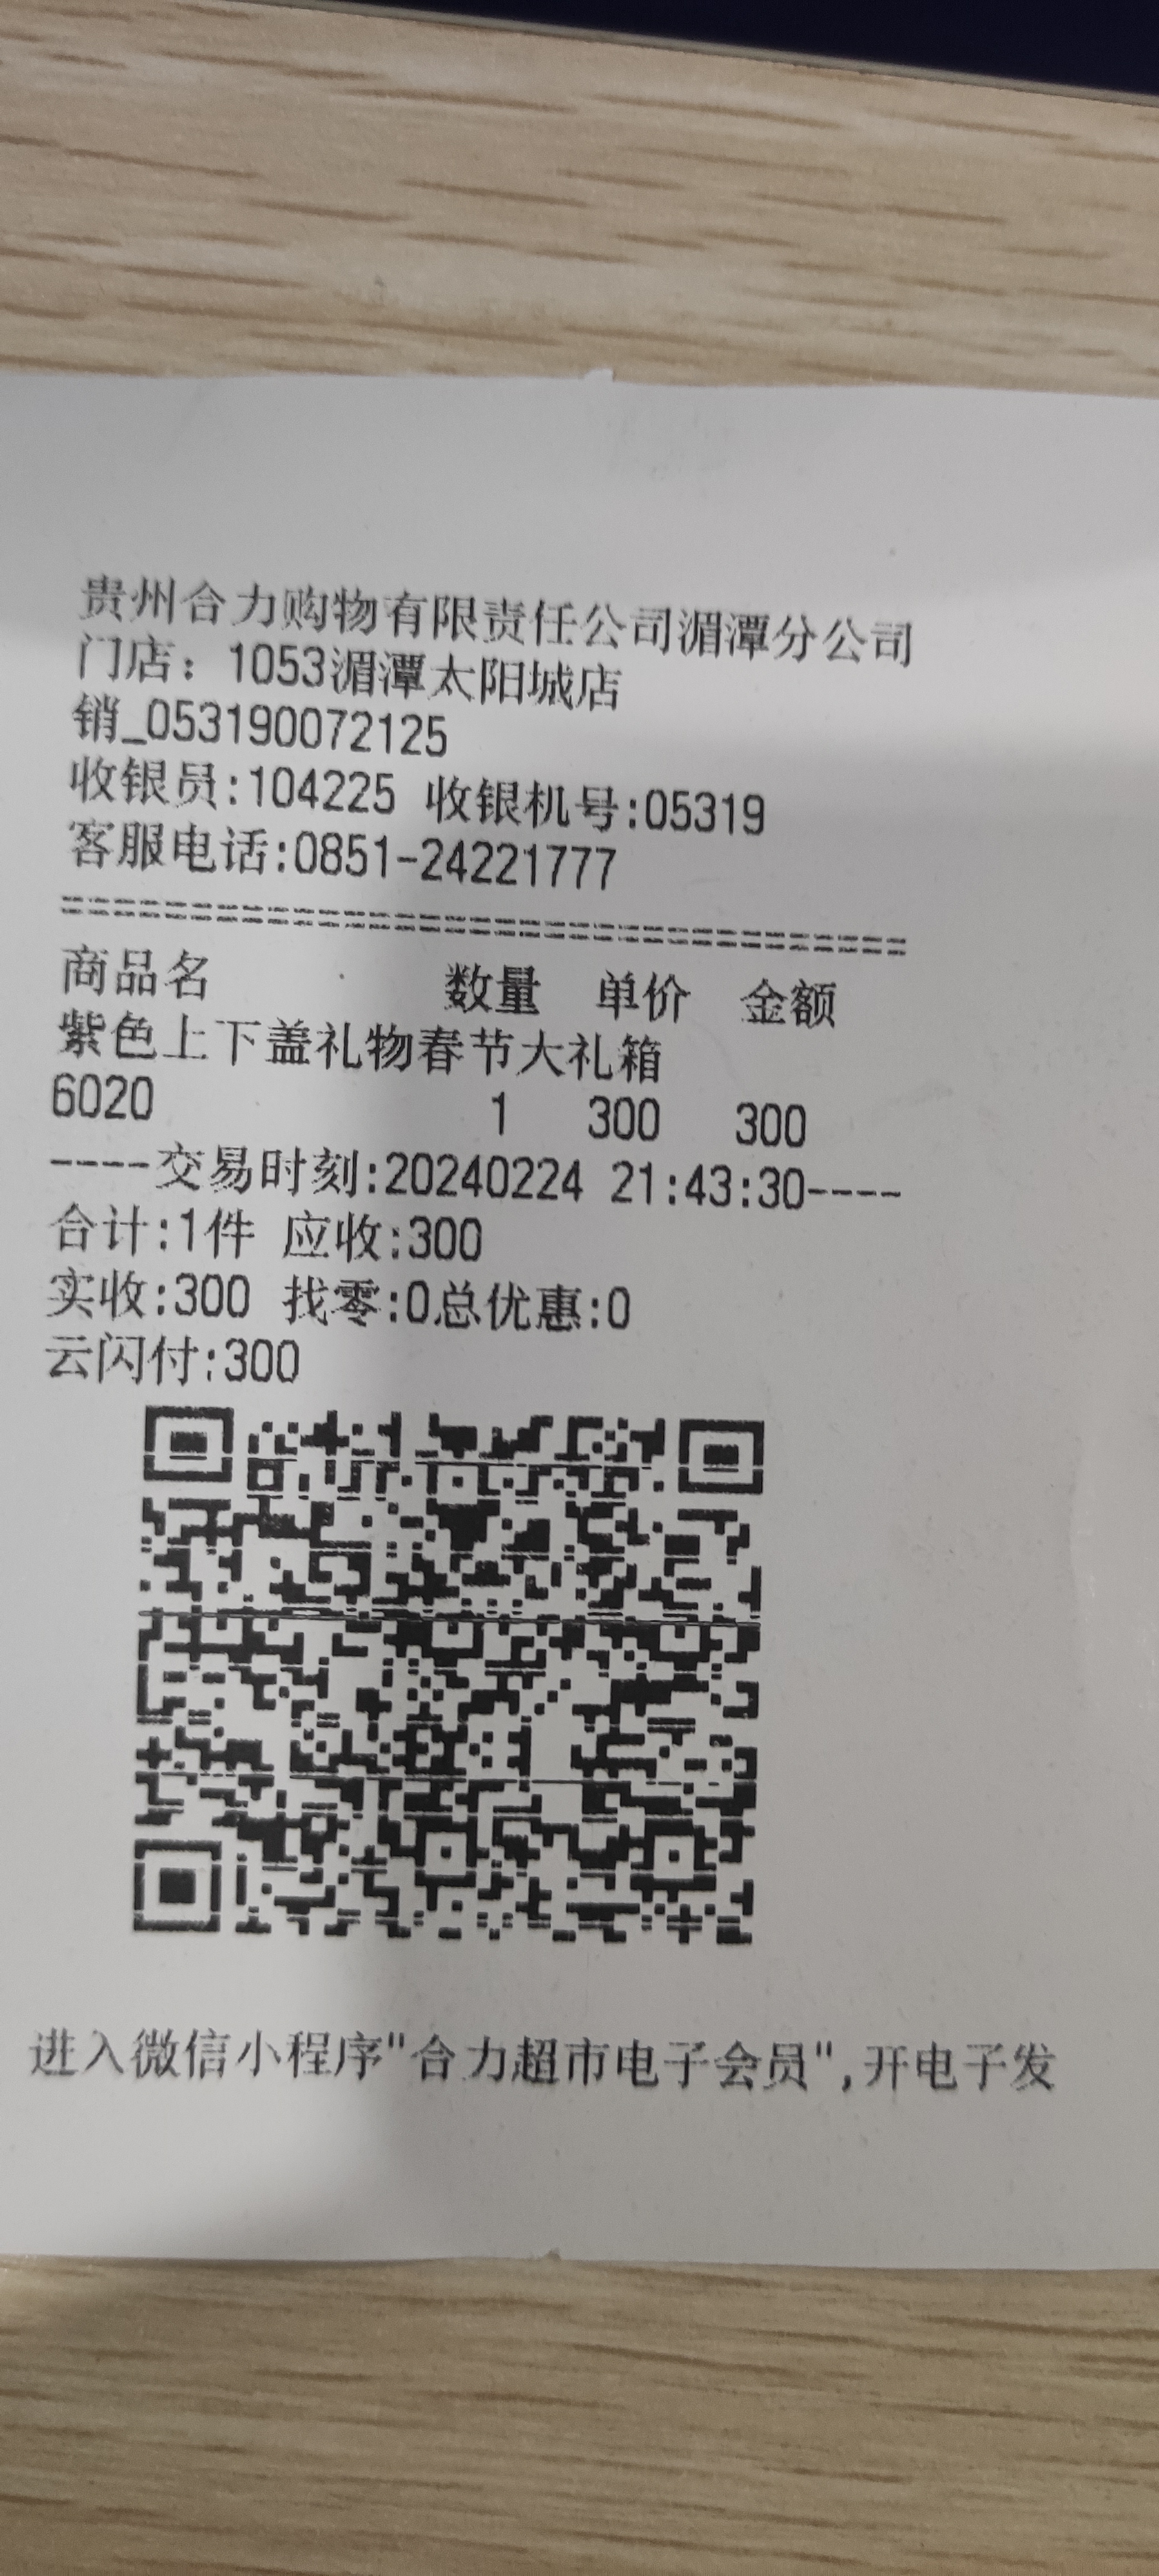 贵州合力购物有限责任公司湄潭分公司
门店：1053湄潭太阳城店
销_053190072125
收银员:104225 收银机号:05319
客服电话:0851-24221777
================================
商品名 数量 单价 金额
紫色上下盖礼物春节大礼箱
6020 1 300 300
----交易时刻:20240224 21:43:30----
合计:1件 应收:300
实收:300 找零:0总优惠:0
云闪付:300
进入微信小程序"合力超市电子会员",开电子发